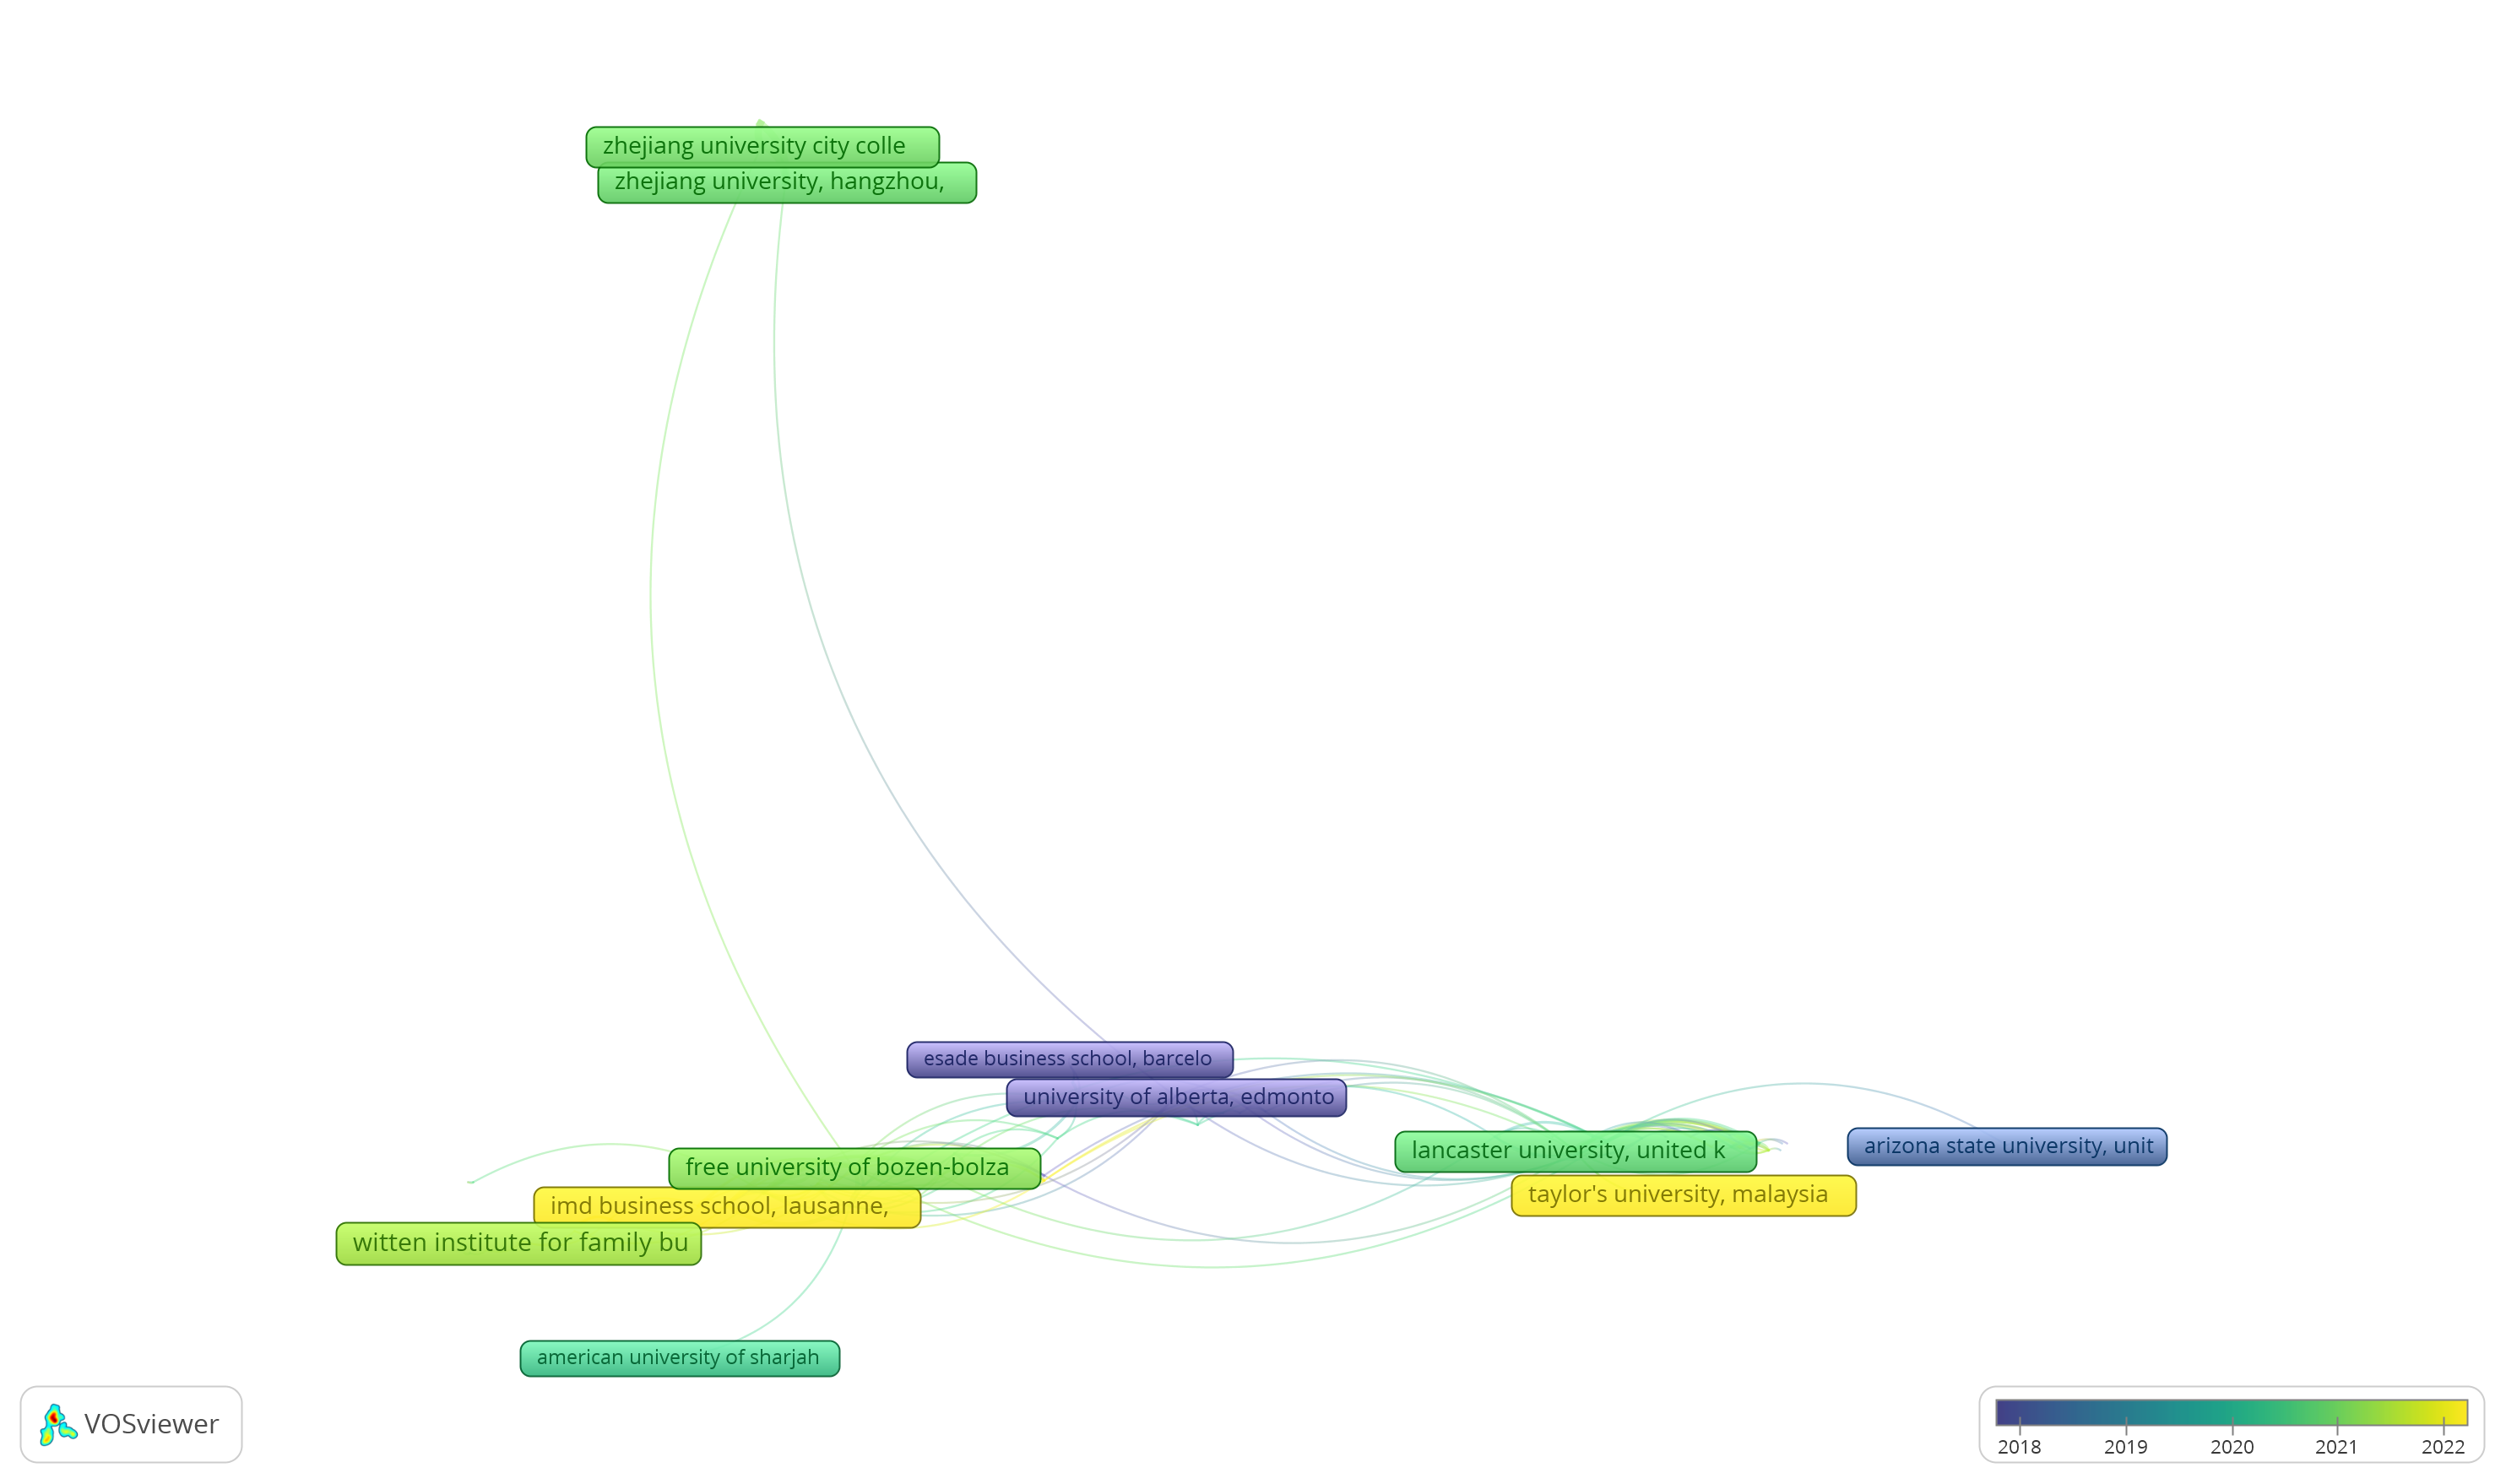 zhejiang university city colle
zhejiang university, hangzhou,
esade business school, barcelo
university of alberta, edmonto
lancaster university, united k
arizona state university, unit
free university of bozen-bolza
taylor's university, malaysia
imd business school, lausanne,
witten institute for family bu
american university of sharjah
VOSviewer
2018 2019 2020 2021 2022